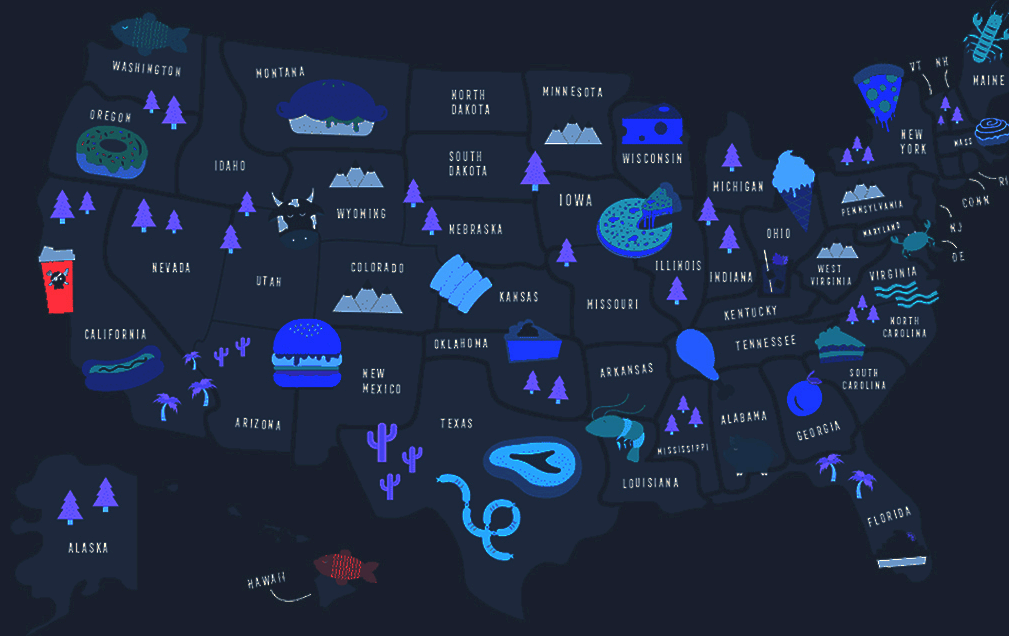 WASHINGTON
MONTANA
NORTH
DAKOTA
MINNESOTA
VT
NH
MAINE
OREGON
IDAHO
SOUTH
DAKOTA
WISCONSIN
NEW
YORK
MASS
RI
WYOMING
IOWA
MICHIGAN
PENNSYLVANIA
CONN
NEBRASKA
OHIO
MARYLAND
NJ
DE
NEVADA
UTAH
COLORADO
KANSAS
ILLINOIS
INDIANA
WEST
VIRGINIA
VIRGINIA
MISSOURI
KENTUCKY
NORTH
CAROLINA
CALIFORNIA
OKLAHOMA
TENNESSEE
NEW
MEXICO
ARKANSAS
SOUTH
CAROLINA
ARIZONA
TEXAS
MISSISSIPPI
ALABAMA
GEORGIA
LOUISIANA
FLORIDA
ALASKA
HAWAII